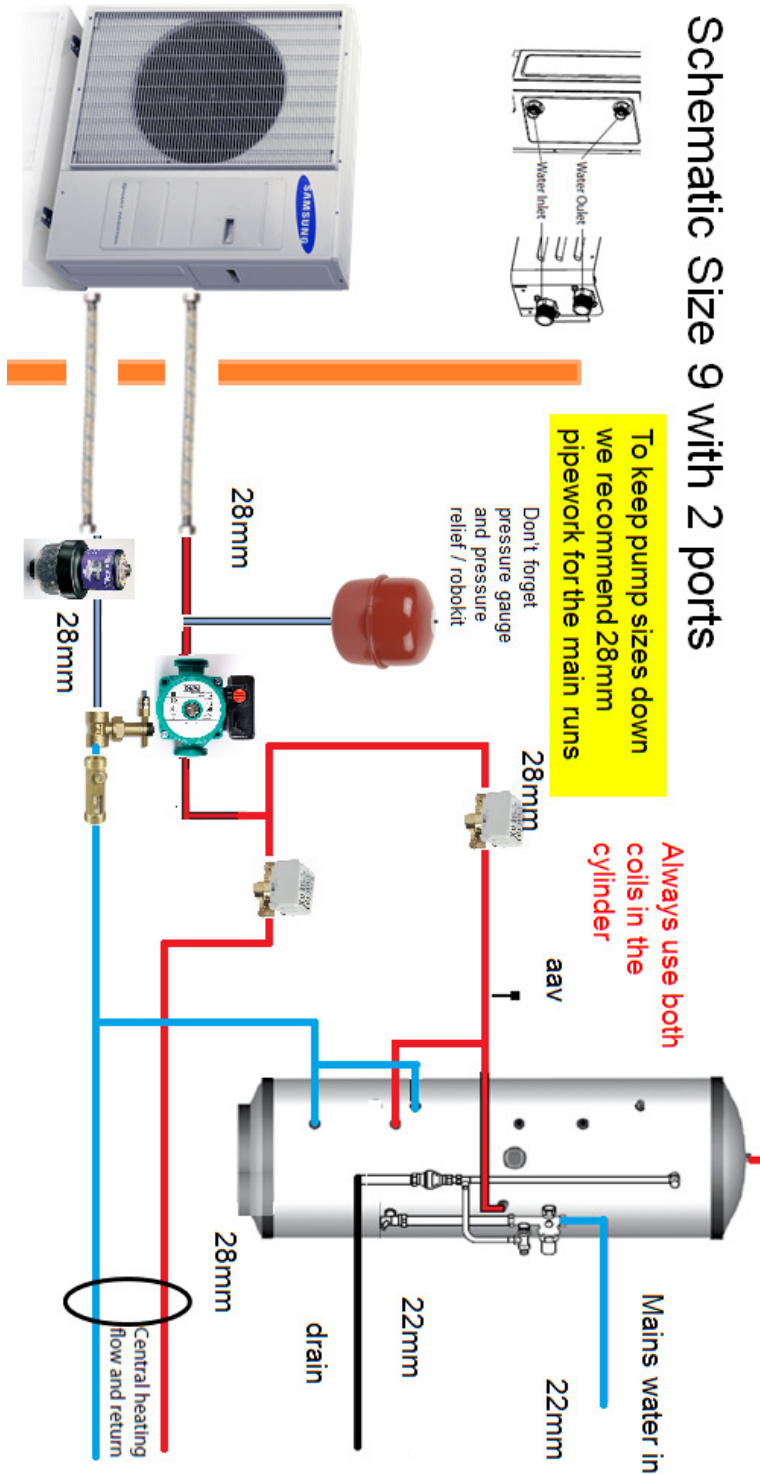 Schematic Size 9 with 2 ports
Water Oulet
Water Inlet
SAMSUNG
To keep pump sizes down
we recommend 28mm
pipework for the main runs
Always use both
coils in the
cylinder
Don't forget
pressure gauge
and pressure
relief / robokit
28mm
28mm
28mm
aav
Mains water in
22mm
22mm
drain
28mm
Central heating
flow and return